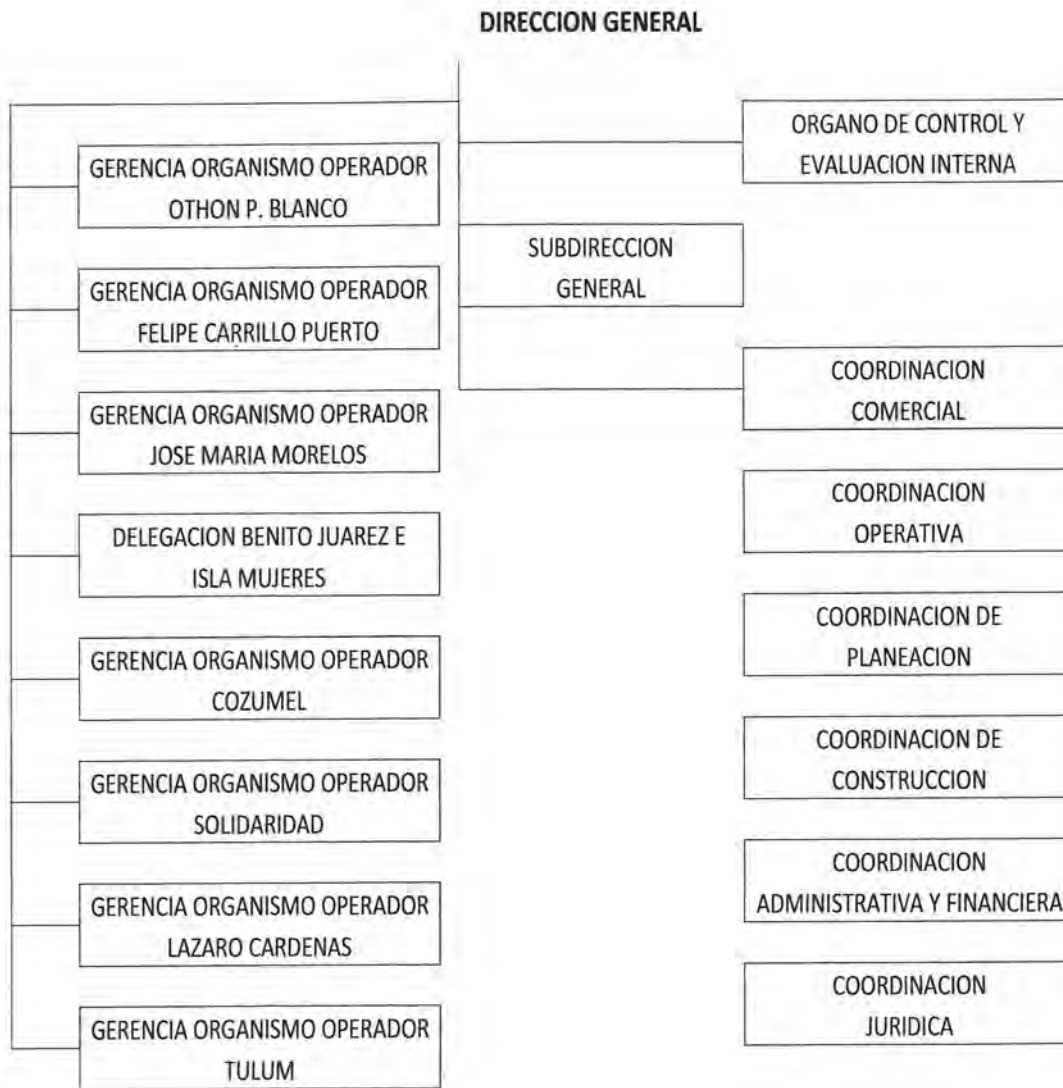 DIRECCION GENERAL
GERENCIA ORGANISMO OPERADOR
OTHON P. BLANCO
GERENCIA ORGANISMO OPERADOR
FELIPE CARRILLO PUERTO
GERENCIA ORGANISMO OPERADOR
JOSE MARIA MORELOS
DELEGACION BENITO JUAREZ E
ISLA MUJERES
GERENCIA ORGANISMO OPERADOR
COZUMEL
GERENCIA ORGANISMO OPERADOR
SOLIDARIDAD
GERENCIA ORGANISMO OPERADOR
LAZARO CARDENAS
GERENCIA ORGANISMO OPERADOR
TULUM
SUBDIRECCION
GENERAL
ORGANO DE CONTROL Y
EVALUACION INTERNA
COORDINACION
COMERCIAL
COORDINACION
OPERATIVA
COORDINACION DE
PLANEACION
COORDINACION DE
CONSTRUCCION
COORDINACION
ADMINISTRATIVA Y FINANCIERA
COORDINACION
JURIDICA